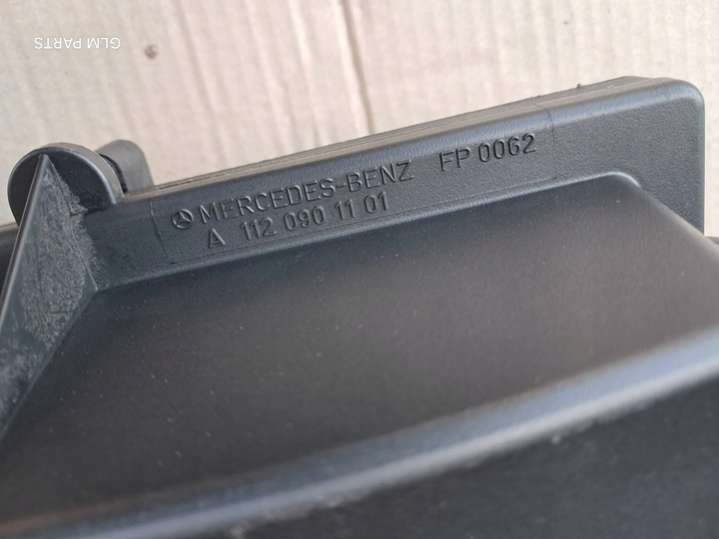 GLM PARTS
MERCEDES-BENZ FP 0062
A 112 090 11 01